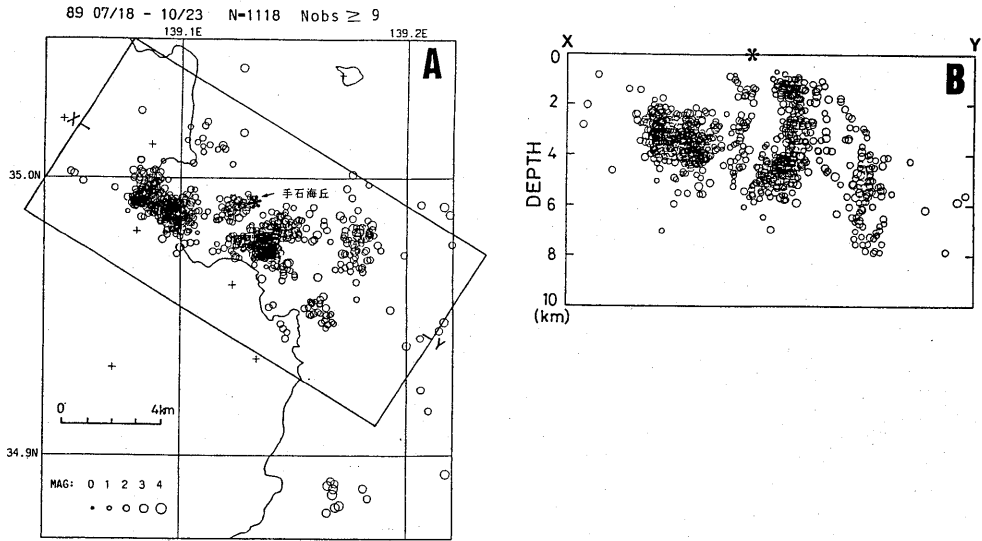 89 07/18 - 10/23 N=1118 Nobs ≥ 9
139.1E 139.2E
A
X
35.0N
手石海丘
Y
0 4km
34.9N
MAG: 0 1 2 3 4
X Y
B
0
2
4
6
8
10
(km)
DEPTH